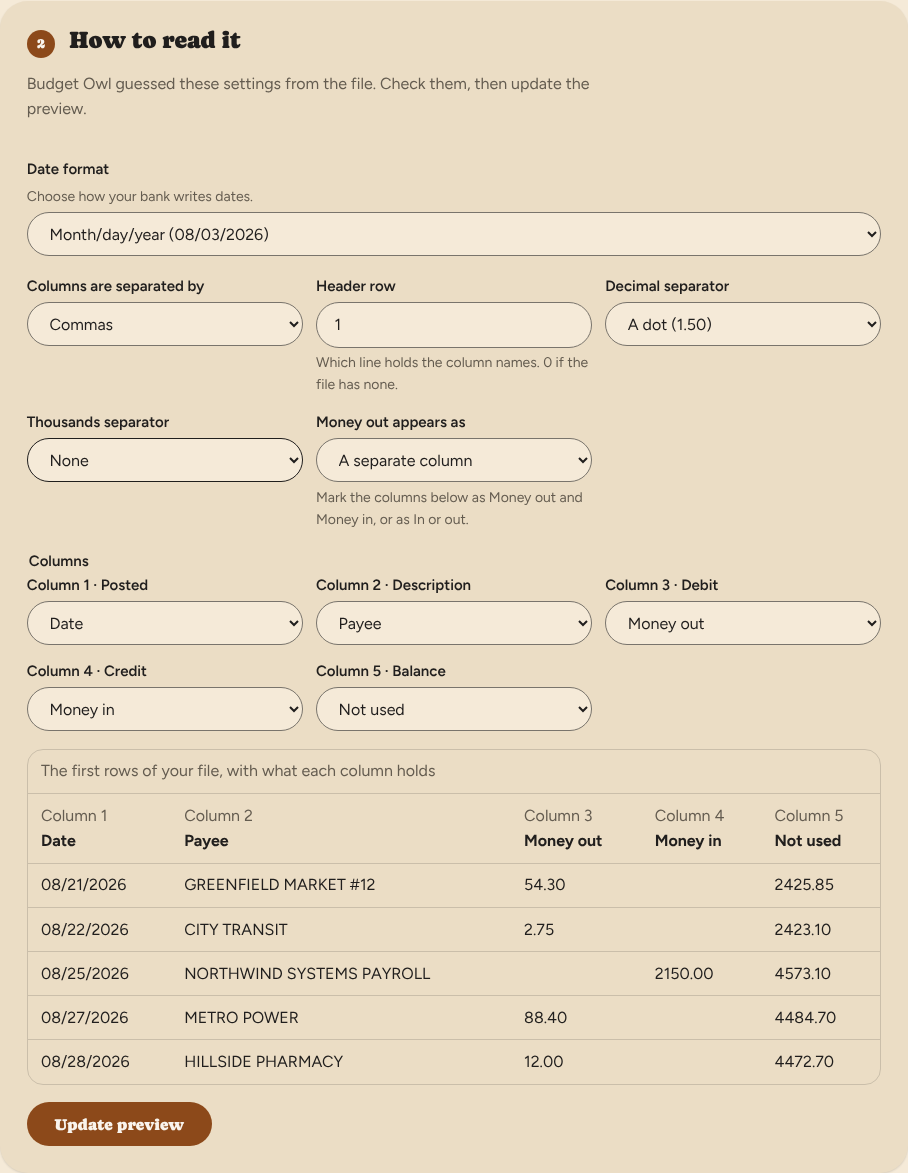 2 How to read it
Budget Owl guessed these settings from the file. Check them, then update the
preview.
Date format
Choose how your bank writes dates.
Month/day/year (08/03/2026)
Columns are separated by Header row Decimal separator
Commas 1 A dot (1.50)
Which line holds the column names. 0 if the
file has none.
Thousands separator Money out appears as
None A separate column
Mark the columns below as Money out and
Money in, or as In or out.
Columns
Column 1 · Posted Column 2 · Description Column 3 · Debit
Date Payee Money out
Column 4 · Credit Column 5 · Balance
Money in Not used
The first rows of your file, with what each column holds
Column 1 Column 2 Column 3 Column 4 Column 5
Date Payee Money out Money in Not used
08/21/2026 GREENFIELD MARKET #12 54.30 2425.85
08/22/2026 CITY TRANSIT 2.75 2423.10
08/25/2026 NORTHWIND SYSTEMS PAYROLL 2150.00 4573.10
08/27/2026 METRO POWER 88.40 4484.70
08/28/2026 HILLSIDE PHARMACY 12.00 4472.70
Update preview